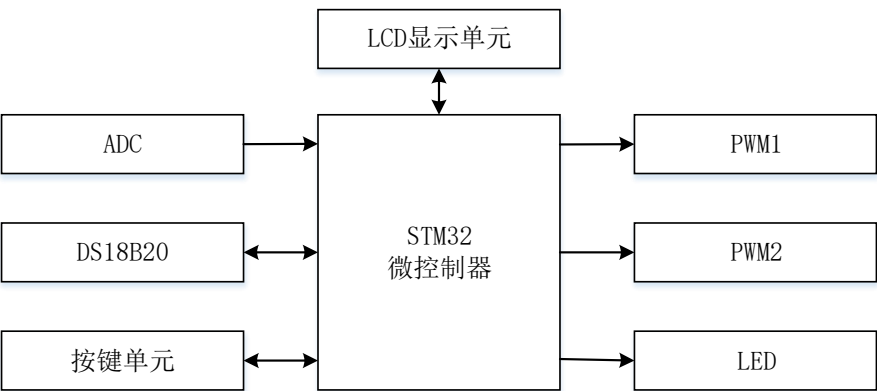 LCD显示单元
ADC
PWM1
DS18B20
STM32
微控制器
PWM2
按键单元
LED